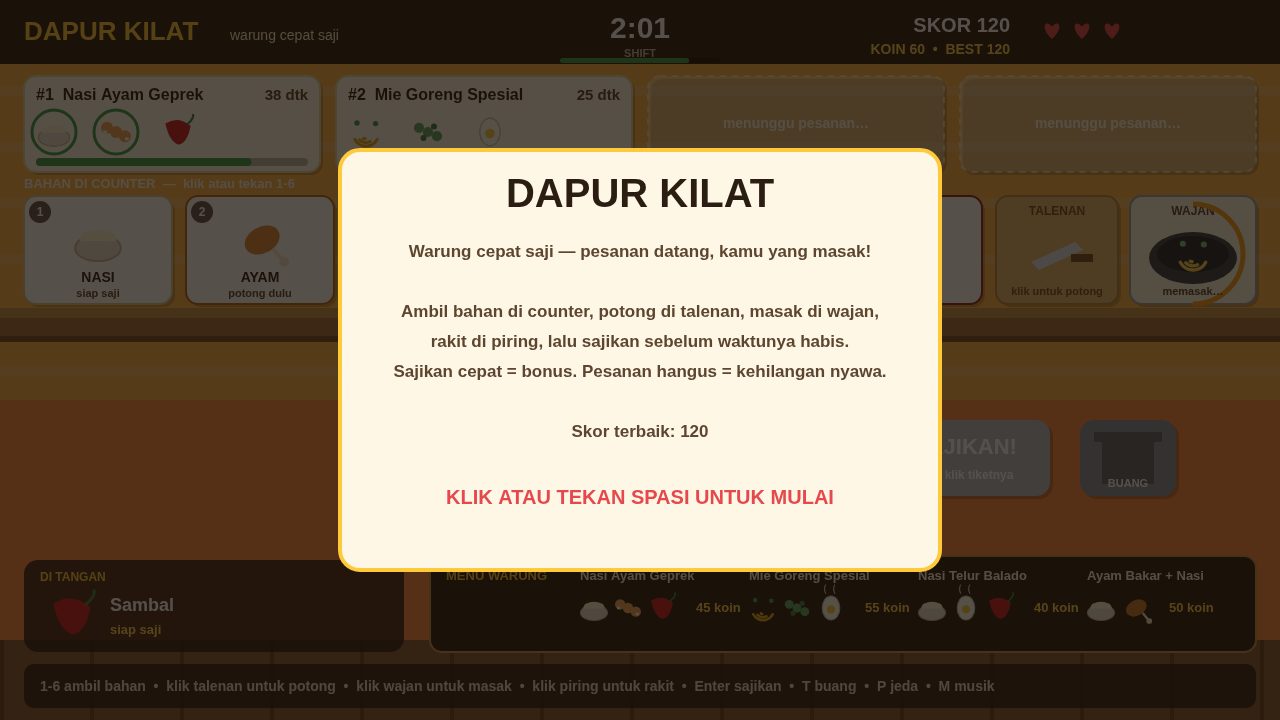 DAPUR KILAT
warung cepat saji
2:01
SHIFT
SKOR 120
KOIN 60 • BEST 120
#1 Nasi Ayam Geprek
38 dtk
#2 Mie Goreng Spesial
25 dtk
menunggu pesanan…
menunggu pesanan…
BAHAN DI COUNTER — klik atau tekan 1-6
1
NASI
siap saji
2
AYAM
potong dulu
TALENAN
klik untuk potong
WAJAN
memasak…
DAPUR KILAT
Warung cepat saji — pesanan datang, kamu yang masak!
Ambil bahan di counter, potong di talenan, masak di wajan,
rakit di piring, lalu sajikan sebelum waktunya habis.
Sajikan cepat = bonus. Pesanan hangus = kehilangan nyawa.
Skor terbaik: 120
KLIK ATAU TEKAN SPASI UNTUK MULAI
JIKAN!
klik tiketnya
BUANG
DI TANGAN
Sambal
siap saji
MENU WARUNG
Nasi Ayam Geprek
45 koin
Mie Goreng Spesial
55 koin
Nasi Telur Balado
40 koin
Ayam Bakar + Nasi
50 koin
1-6 ambil bahan • klik talenan untuk potong • klik wajan untuk masak • klik piring untuk rakit • Enter sajikan • T buang • P jeda • M musik